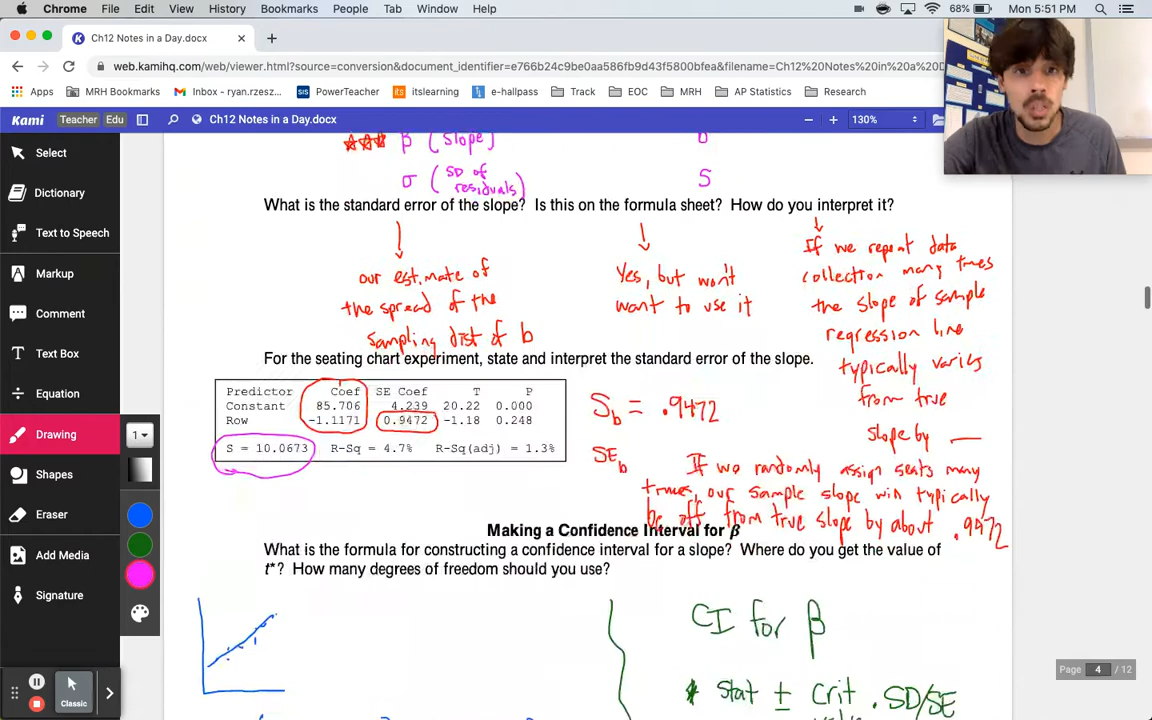 Chrome File Edit View History Bookmarks People Tab Window Help 68% Mon 5:51 PM
Ch12 Notes in a Day.docx
web.kamihq.com/web/viewer.html?source=conversion&document_identifier=e766b24c9be0aa586fb9d43f5800bfea&filename=Ch12%20Notes%20in%20a%20D
Apps MRH Bookmarks Inbox - ryan.rzesz... PowerTeacher itslearning e-hallpass Track EOC MRH AP Statistics Research
Kami Teacher Edu Ch12 Notes in a Day.docx 130%
Select
Dictionary
Text to Speech
Markup
Comment
Text Box
Equation
Drawing 1
Shapes
Eraser
Add Media
Signature
Classic
β (slope) b
σ (SD of residuals) S
What is the standard error of the slope? Is this on the formula sheet? How do you interpret it?
our estimate of
the spread of the
sampling dist of b
Yes, but won't
want to use it
If we repeat data
collection many times
the slope of sample
regression line
typically varies
from true
slope by __
For the seating chart experiment, state and interpret the standard error of the slope.
Predictor Coef SE Coef T P
Constant 85.706 4.239 20.22 0.000
Row -1.1171 0.9472 -1.18 0.248
S = 10.0673 R-Sq = 4.7% R-Sq(adj) = 1.3%
Sb = .9472
SEb
If we randomly assign seats many
times, our sample slope will typically
be off from true slope by about .9472
Making a Confidence Interval for β
What is the formula for constructing a confidence interval for a slope? Where do you get the value of
t*? How many degrees of freedom should you use?
CI for β
* stat ± Crit . SD/SE
Page 4 / 12